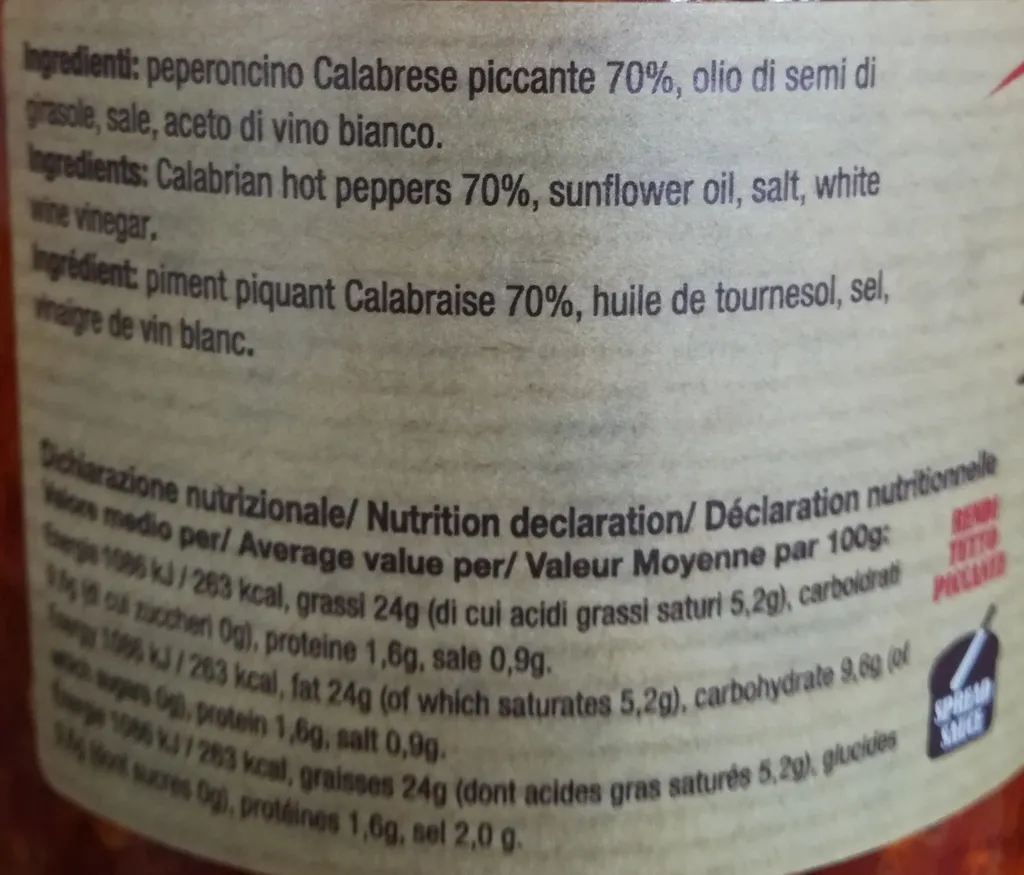 Ingredienti: peperoncino Calabrese piccante 70%, olio di semi di
girasole, sale, aceto di vino bianco.
Ingredients: Calabrian hot peppers 70%, sunflower oil, salt, white
wine vinegar.
Ingrédient: piment piquant Calabraise 70%, huile de tournesol, sel,
vinaigre de vin blanc.
Dichiarazione nutrizionale/ Nutrition declaration/ Déclaration nutritionnelle
Valore medio per/ Average value per/ Valeur Moyenne par 100g:
Energia 1086 kJ / 263 kcal, grassi 24g (di cui acidi grassi saturi 5,2g), carboidrati
9,6g (di cui zuccheri 0g), proteine 1,6g, sale 0,9g.
Energy 1086 kJ / 263 kcal, fat 24g (of which saturates 5,2g), carbohydrate 9,6g (of
which sugars 0g), protein 1,6g, salt 0,9g.
Energie 1086 kJ / 263 kcal, graisses 24g (dont acides gras saturés 5,2g), glucides
9,6g (dont sucres 0g), protéines 1,6g, sel 2,0 g.
RENDE
TUTTO
PICCANTE
SPREAD
SAUCE